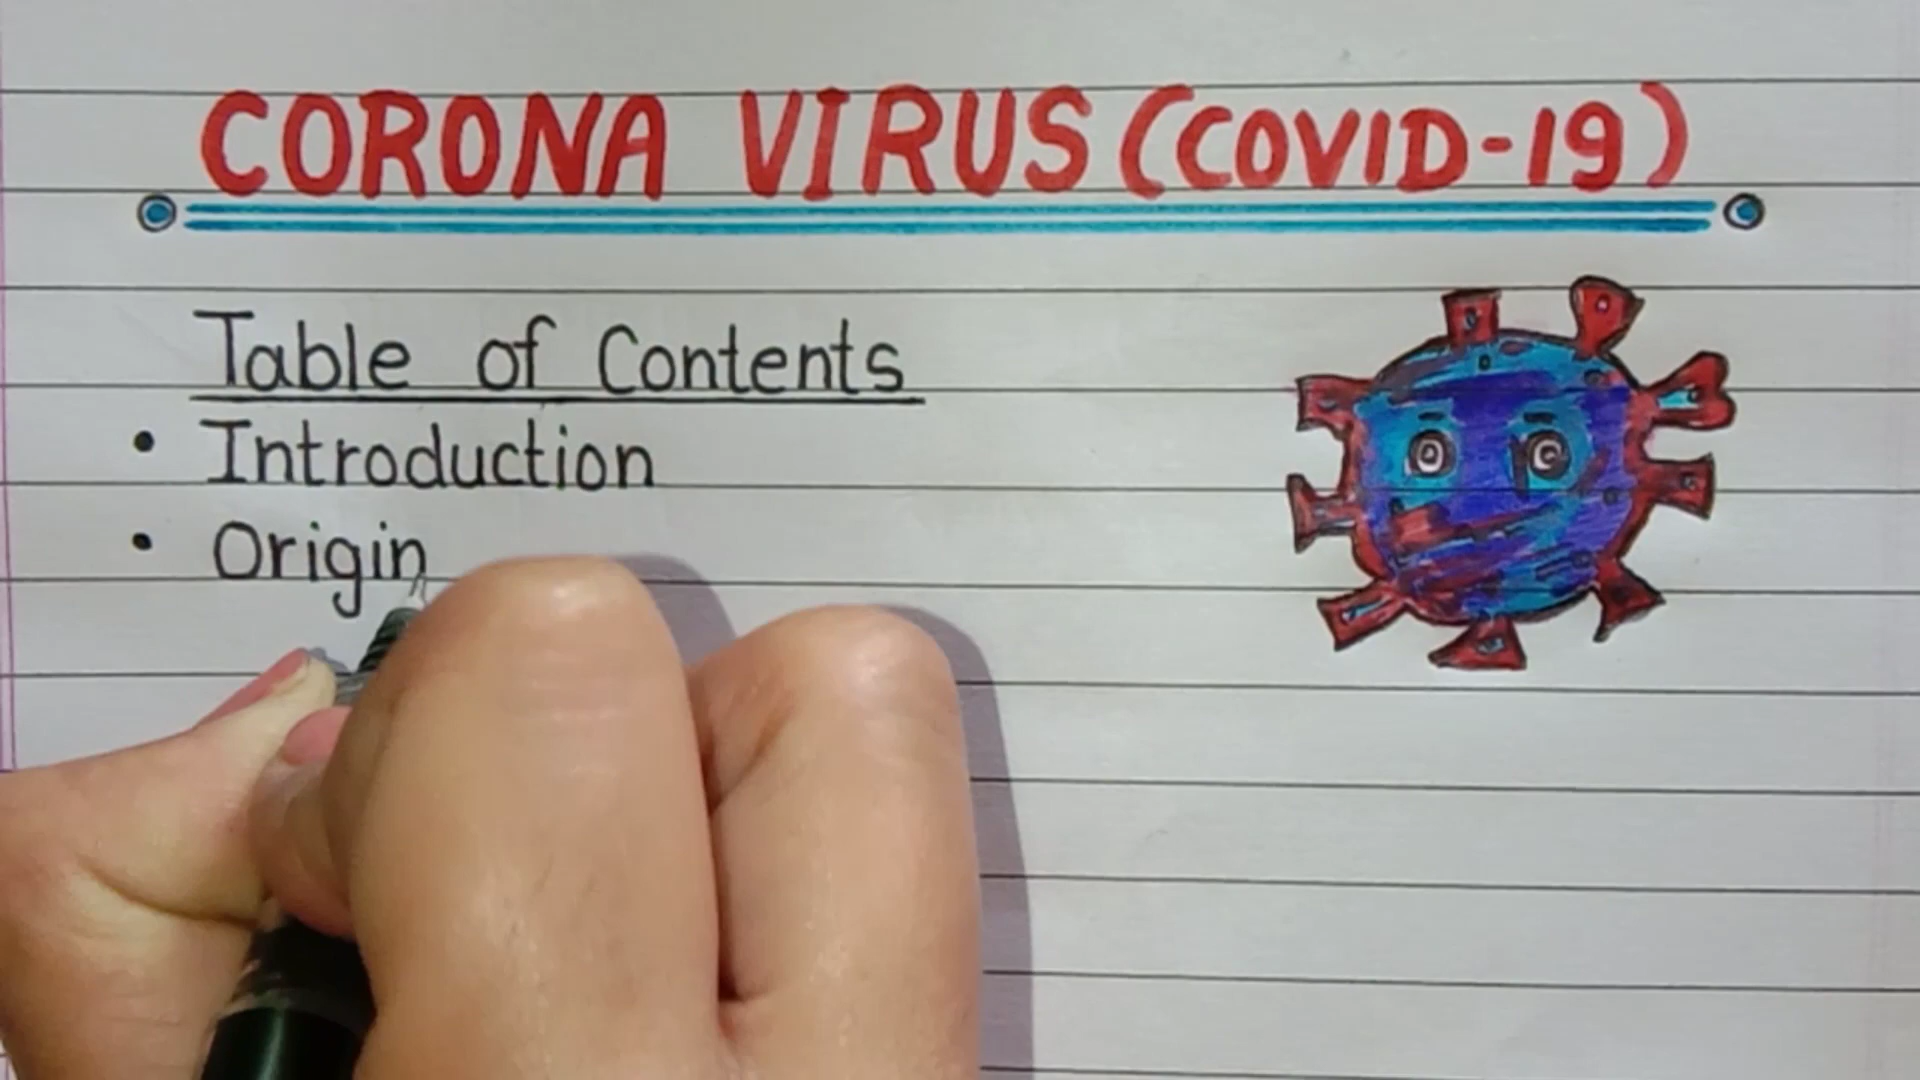 CORONA VIRUS (COVID-19)
Table of Contents
• Introduction
• Origin